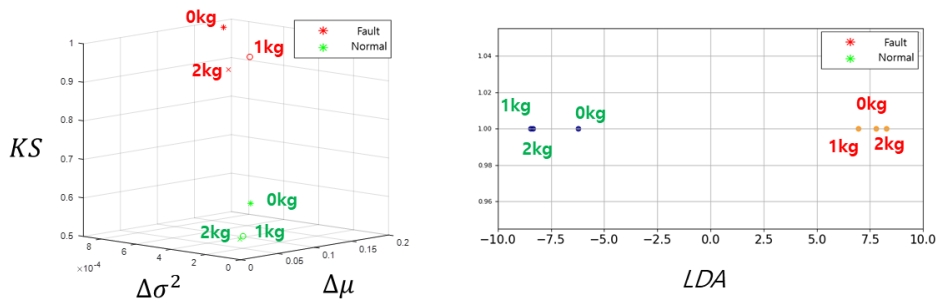 0kg
Fault
Normal
1kg
2kg
1
0.9
0.8
0.7
0.6
0.5
KS
0kg
2kg
1kg
8
6
4
2
0
×10⁻⁴
0
0.05
0.1
0.15
0.2
Δσ²
Δμ
Fault
Normal
1.04
1.02
1.00
0.98
0.96
1kg
0kg
2kg
0kg
1kg
2kg
−10.0
−7.5
−5.0
−2.5
0.0
2.5
5.0
7.5
10.0
LDA